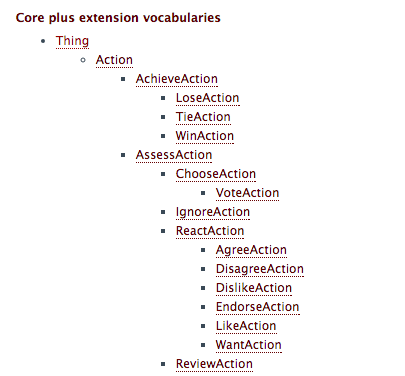 Core plus extension vocabularies
Thing
Action
AchieveAction
LoseAction
TieAction
WinAction
AssessAction
ChooseAction
VoteAction
IgnoreAction
ReactAction
AgreeAction
DisagreeAction
DislikeAction
EndorseAction
LikeAction
WantAction
ReviewAction